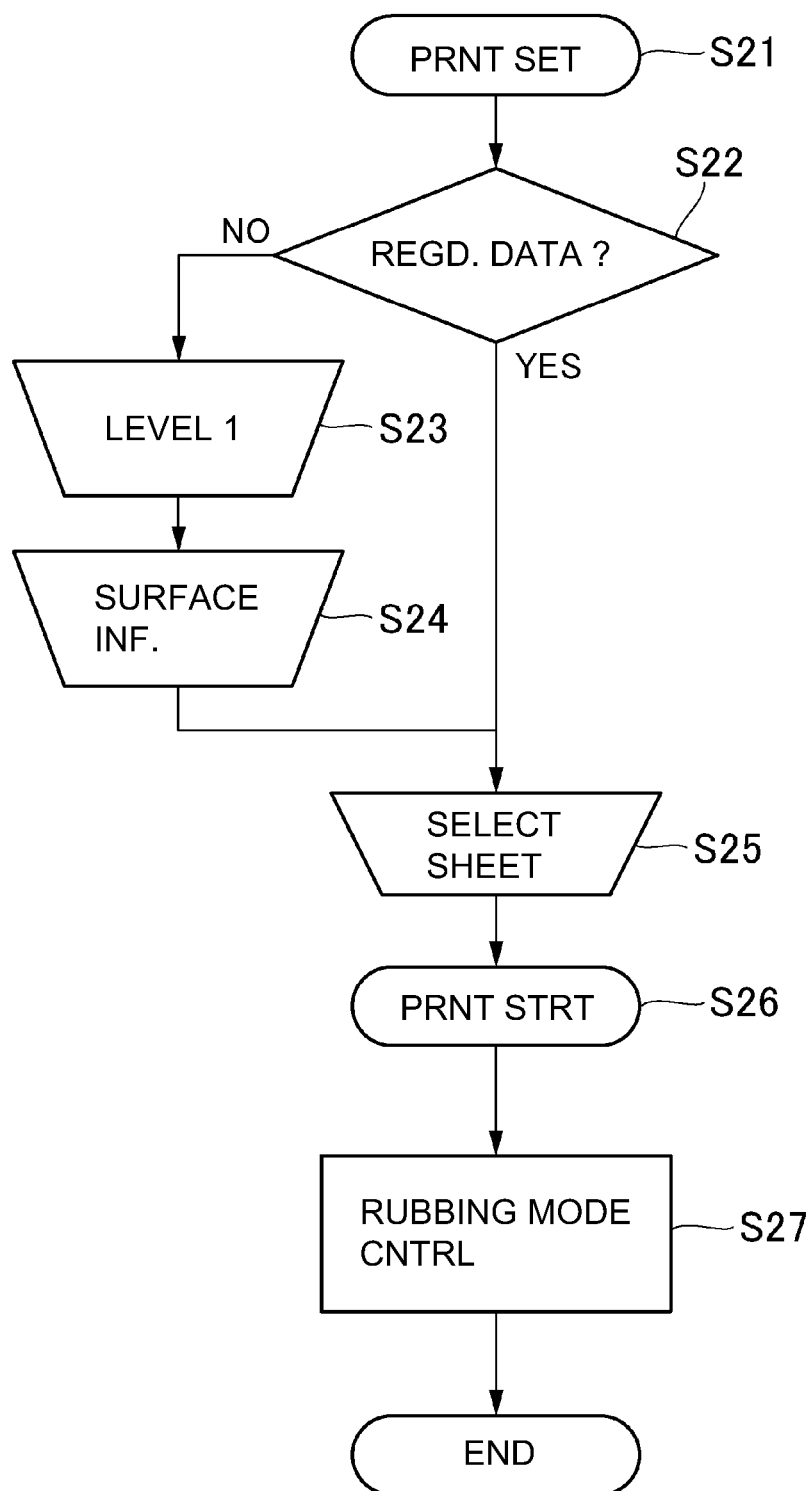 PRNT SET
S21
S22
REGD. DATA ?
NO
YES
LEVEL 1
S23
SURFACE
INF.
S24
SELECT
SHEET
S25
PRNT STRT
S26
RUBBING MODE
CNTRL
S27
END